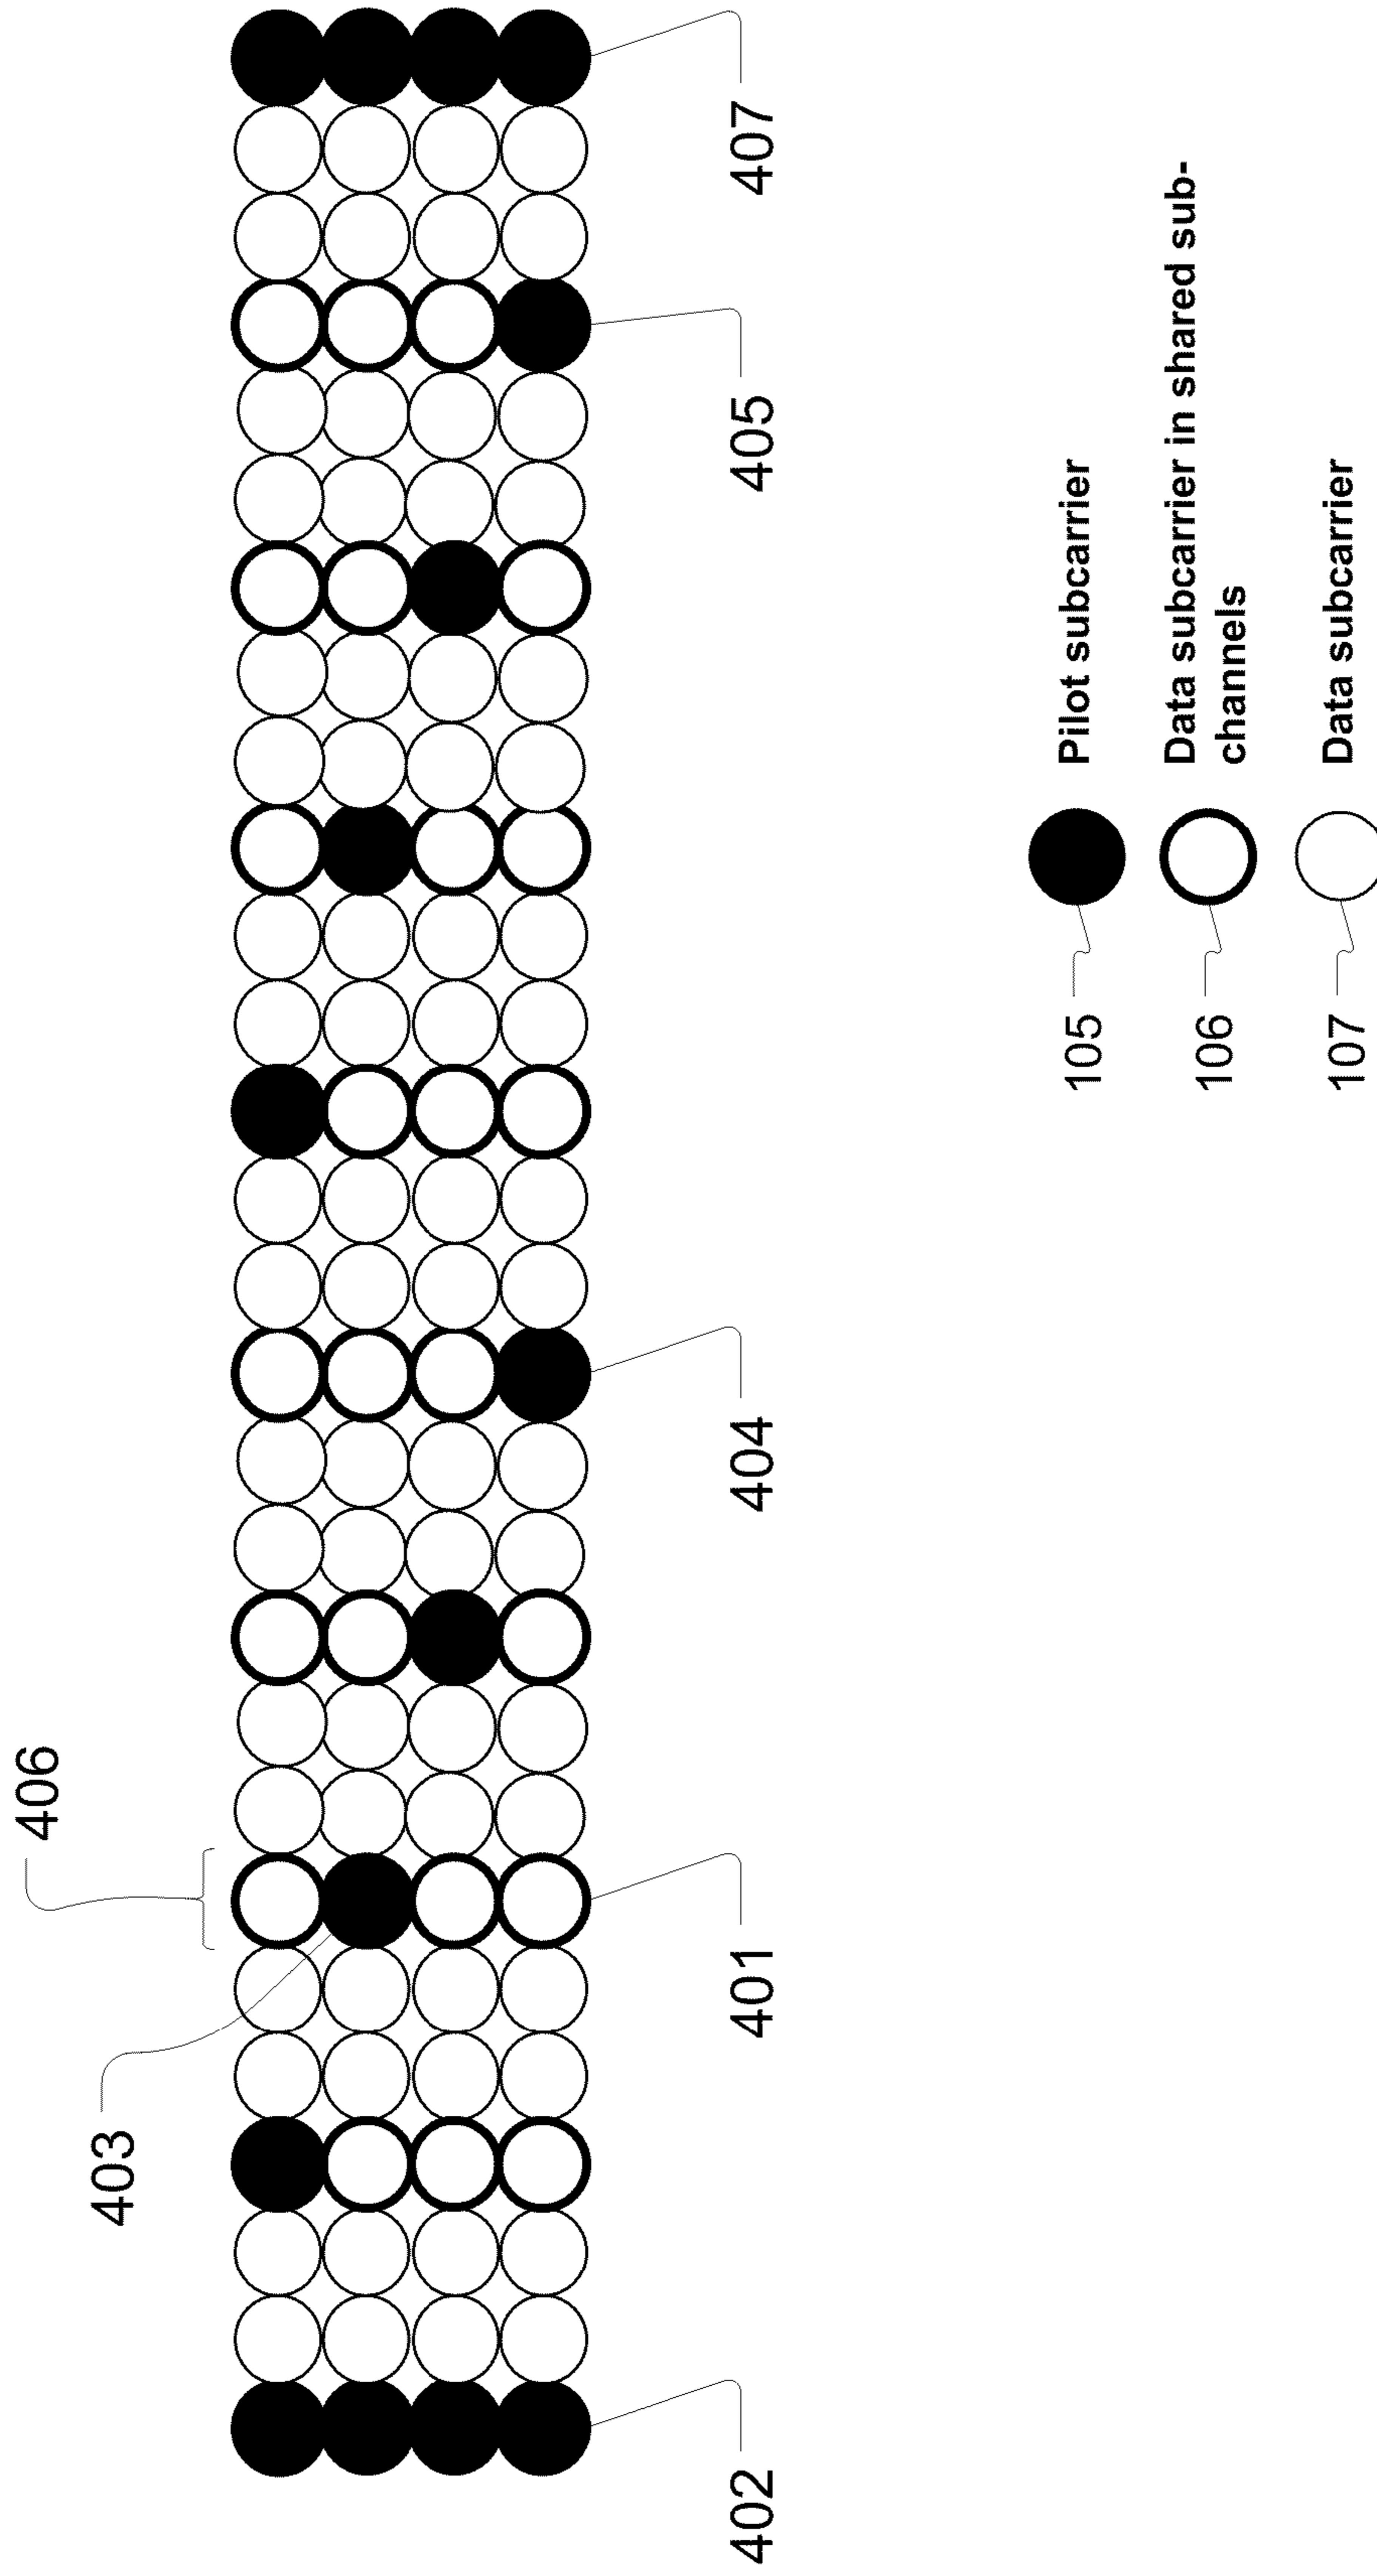 406
403
402
401
404
405
407
105 Pilot subcarrier
106 Data subcarrier in shared sub-
channels
107 Data subcarrier